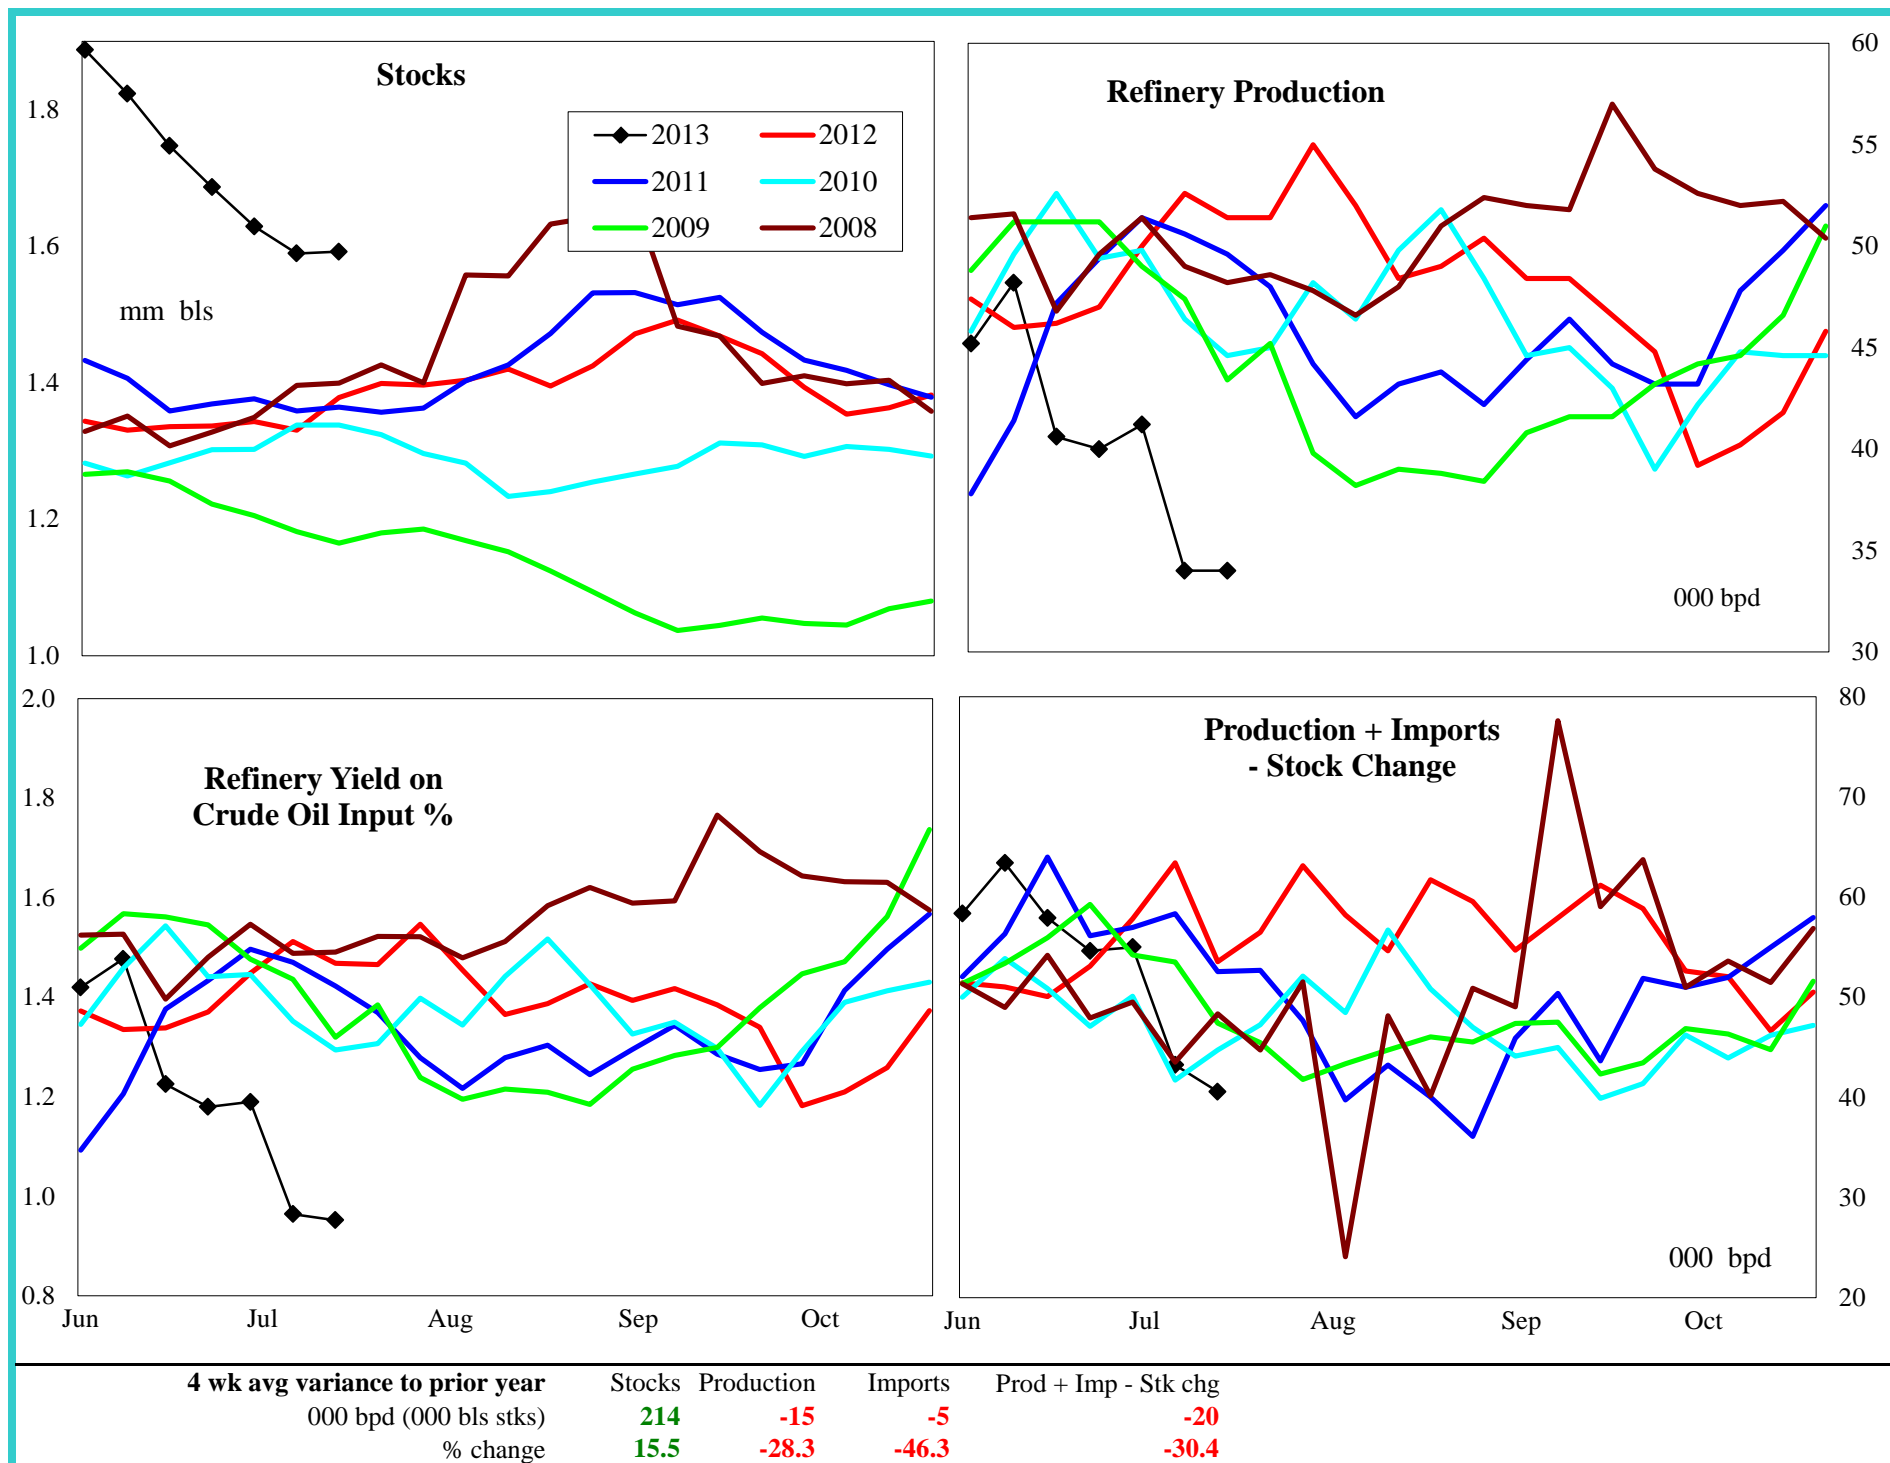 Stocks
1.8
1.6
1.4
1.2
1.0
mm bls
2013 2012
2011 2010
2009 2008
Refinery Production
60
55
50
45
40
35
30
000 bpd
Refinery Yield on
Crude Oil Input %
2.0
1.8
1.6
1.4
1.2
1.0
0.8
Jun Jul Aug Sep Oct
Production + Imports
- Stock Change
80
70
60
50
40
30
20
000 bpd
Jun Jul Aug Sep Oct
4 wk avg variance to prior year Stocks Production Imports Prod + Imp - Stk chg
000 bpd (000 bls stks) 214 -15 -5 -20
% change 15.5 -28.3 -46.3 -30.4